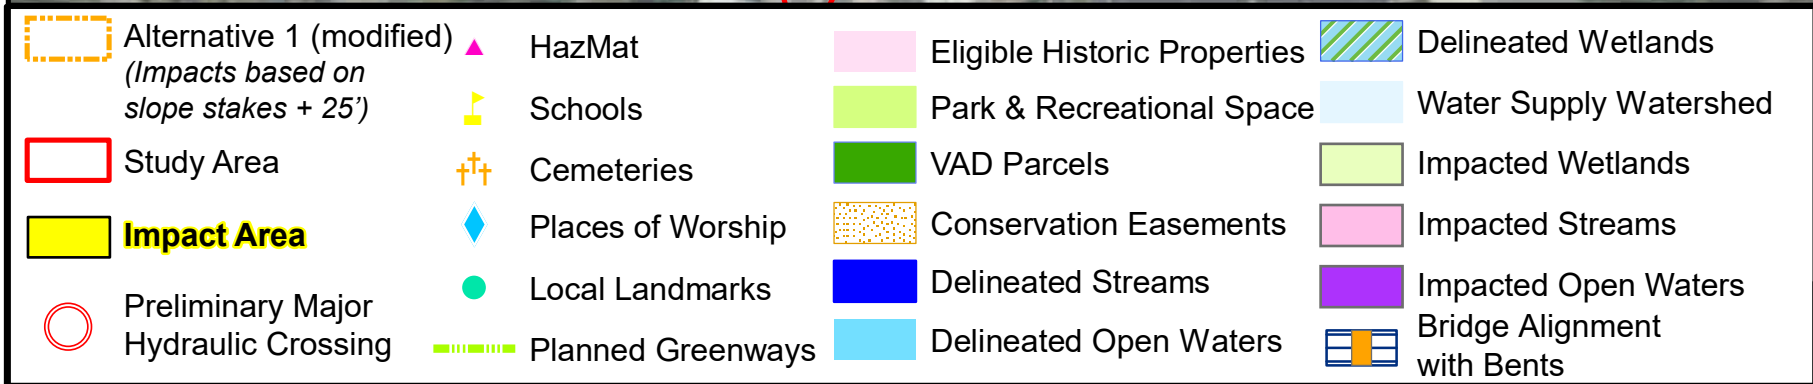 Alternative 1 (modified)
(Impacts based on
slope stakes + 25’)
Study Area
Impact Area
Preliminary Major
Hydraulic Crossing
HazMat
Schools
Cemeteries
Places of Worship
Local Landmarks
Planned Greenways
Eligible Historic Properties
Park & Recreational Space
VAD Parcels
Conservation Easements
Delineated Streams
Delineated Open Waters
Delineated Wetlands
Water Supply Watershed
Impacted Wetlands
Impacted Streams
Impacted Open Waters
Bridge Alignment
with Bents